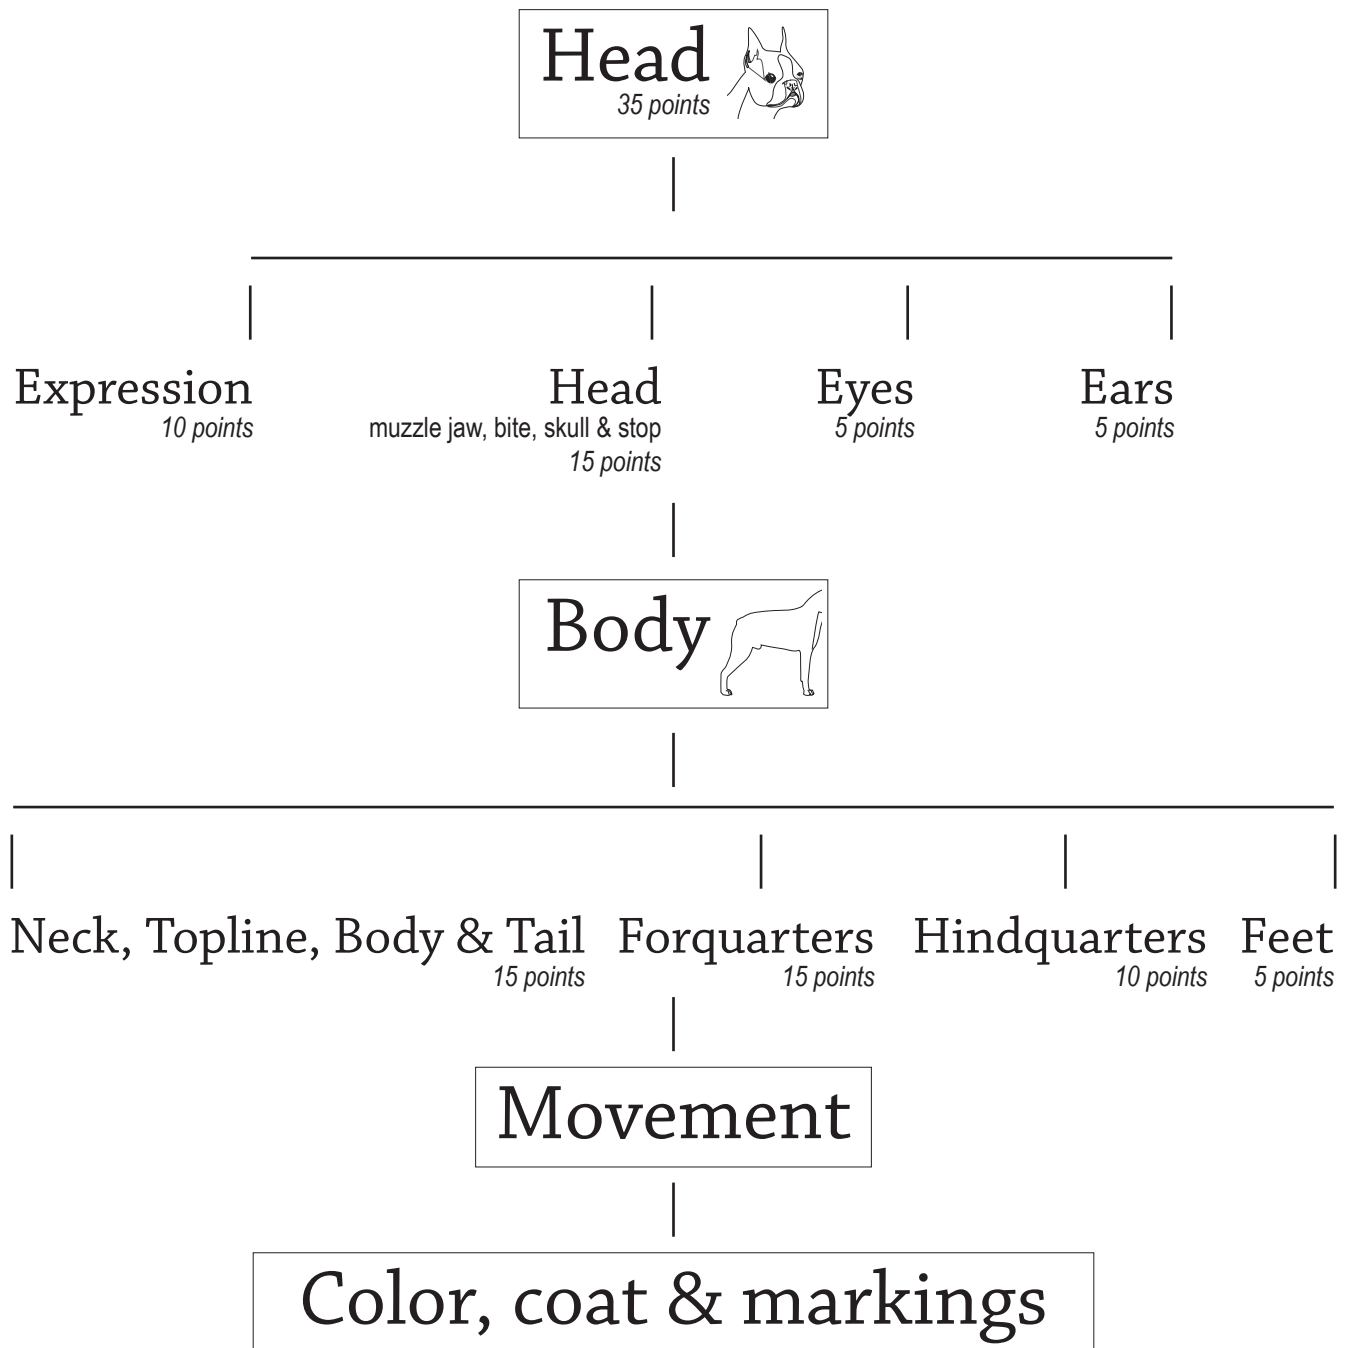 Head
35 points
Expression
10 points
Head
muzzle jaw, bite, skull & stop
15 points
Eyes
5 points
Ears
5 points
Body
Neck, Topline, Body & Tail
15 points
Forquarters
15 points
Hindquarters
10 points
Feet
5 points
Movement
Color, coat & markings